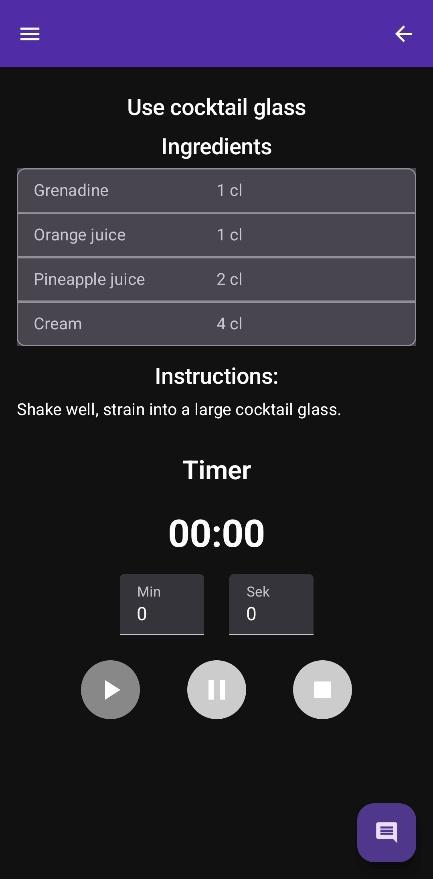 Use cocktail glass
Ingredients
Grenadine 1 cl
Orange juice 1 cl
Pineapple juice 2 cl
Cream 4 cl
Instructions:
Shake well, strain into a large cocktail glass.
Timer
00:00
Min Sek
0 0